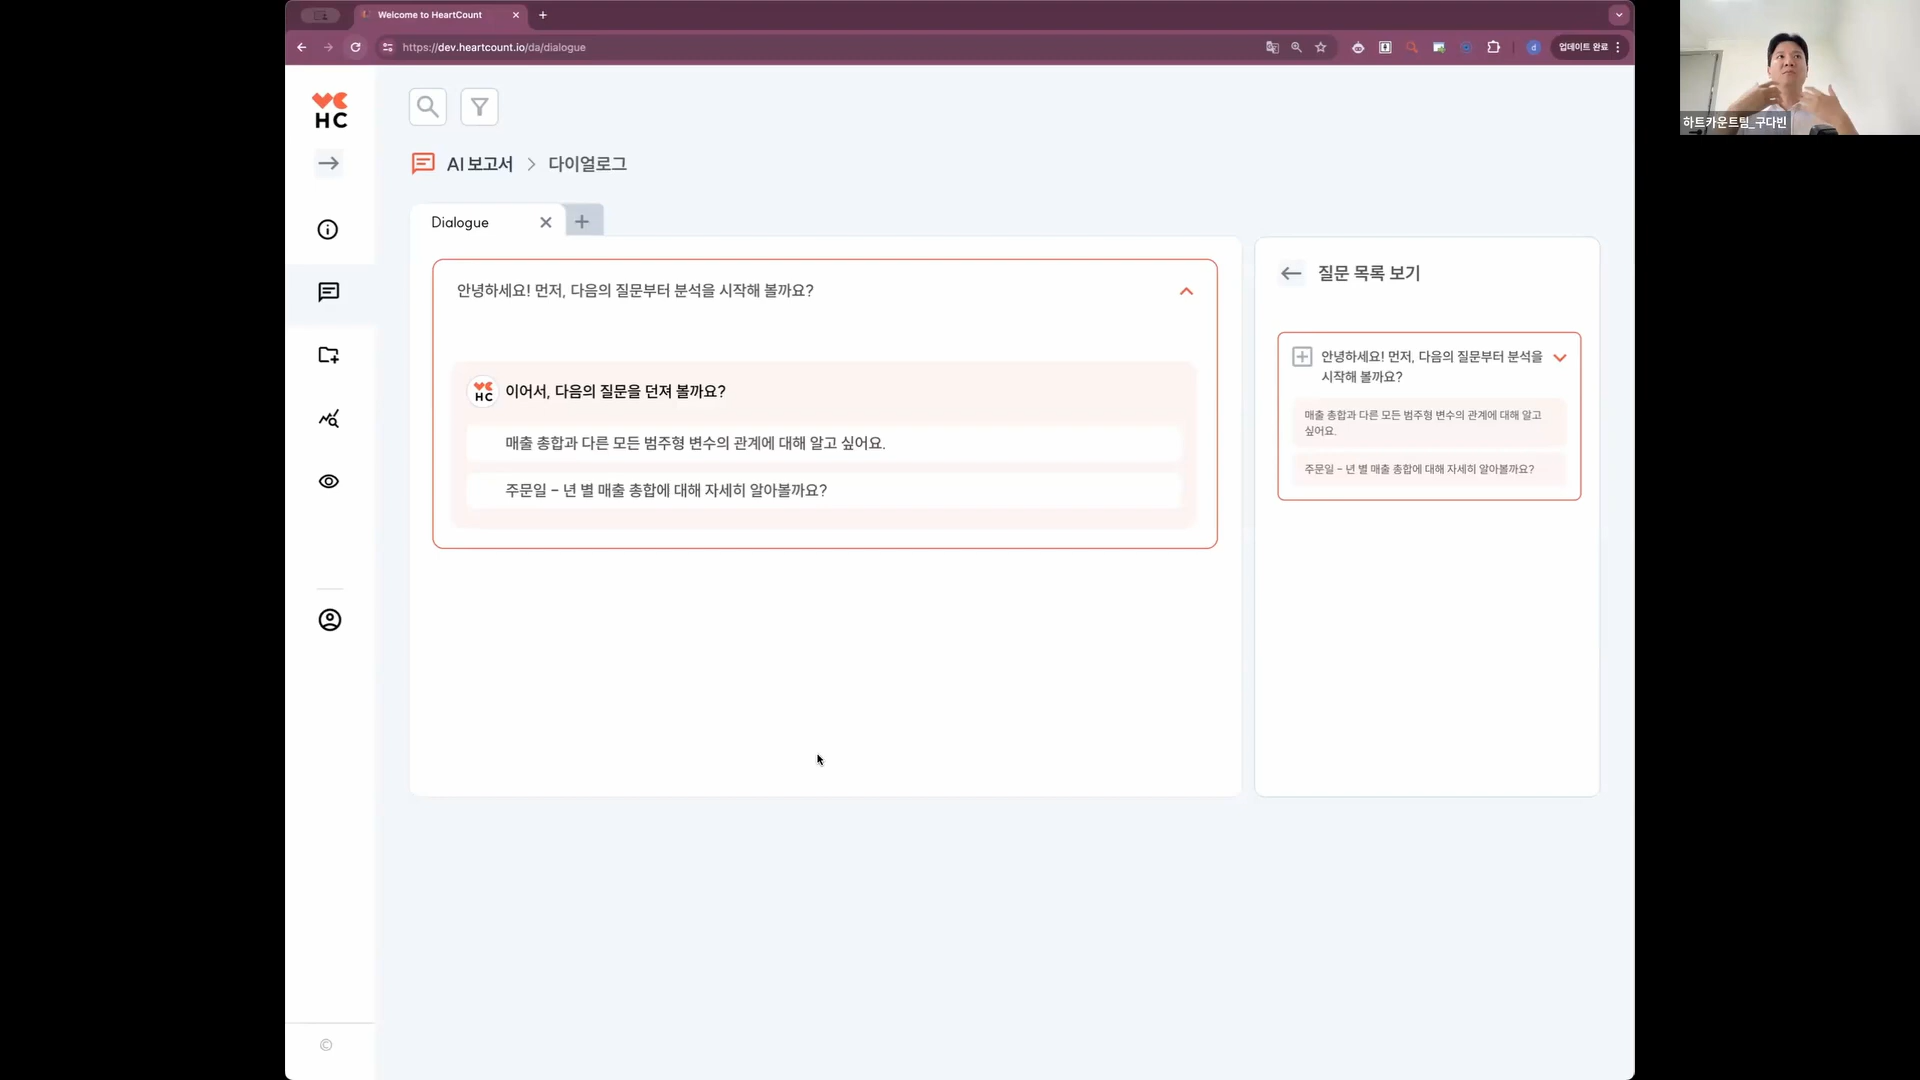 Welcome to HeartCount
https://dev.heartcount.io/da/dialogue
d
업데이트 완료
하트카운트팀_구다빈
HC
AI 보고서 > 다이얼로그
Dialogue
안녕하세요! 먼저, 다음의 질문부터 분석을 시작해 볼까요?
HC
이어서, 다음의 질문을 던져 볼까요?
매출 총합과 다른 모든 범주형 변수의 관계에 대해 알고 싶어요.
주문일 – 년 별 매출 총합에 대해 자세히 알아볼까요?
질문 목록 보기
안녕하세요! 먼저, 다음의 질문부터 분석을
시작해 볼까요?
매출 총합과 다른 모든 범주형 변수의 관계에 대해 알고
싶어요.
주문일 – 년 별 매출 총합에 대해 자세히 알아볼까요?
©